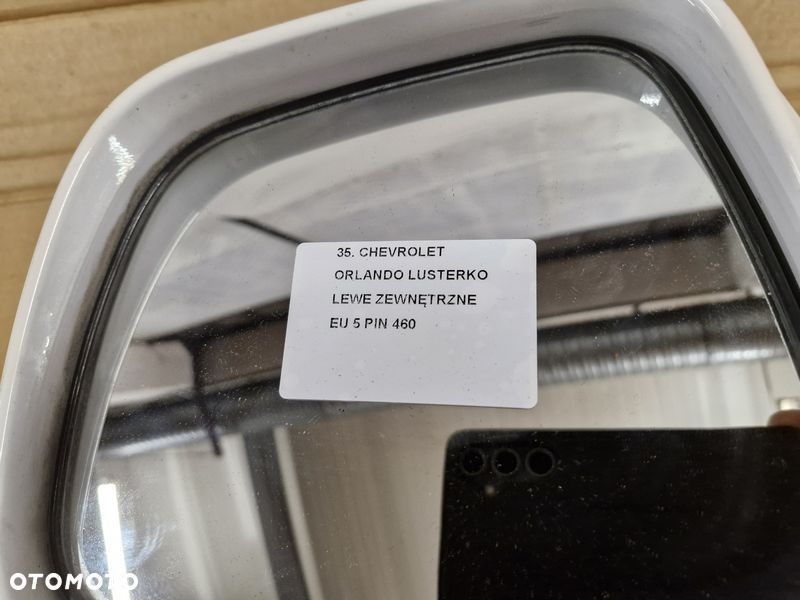 35. CHEVROLET
ORLANDO LUSTERKO
LEWE ZEWNĘTRZNE
EU 5 PIN 460
OTOMOTO